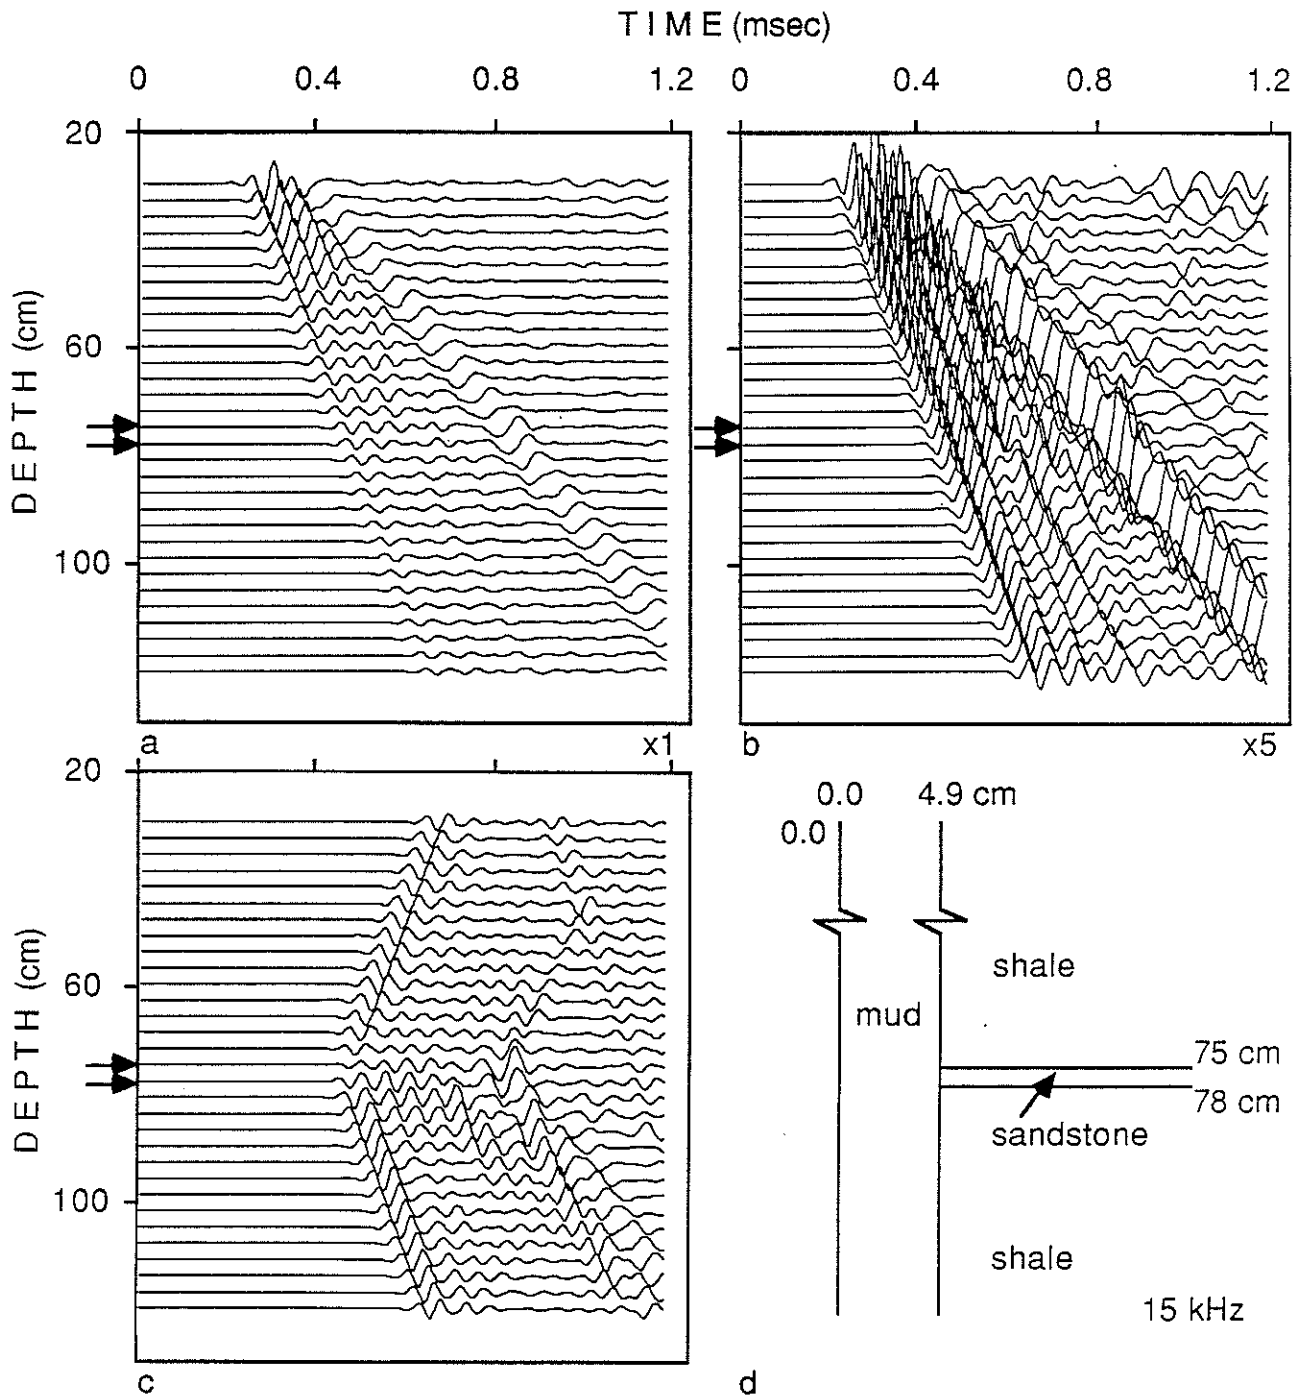 TIME (msec)
0 0.4 0.8 1.2 0 0.4 0.8 1.2
20
60
100
DEPTH (cm)
a x1 b x5
20
60
100
DEPTH (cm)
c
0.0 4.9 cm
0.0
shale
mud
75 cm
78 cm
sandstone
shale
15 kHz
d